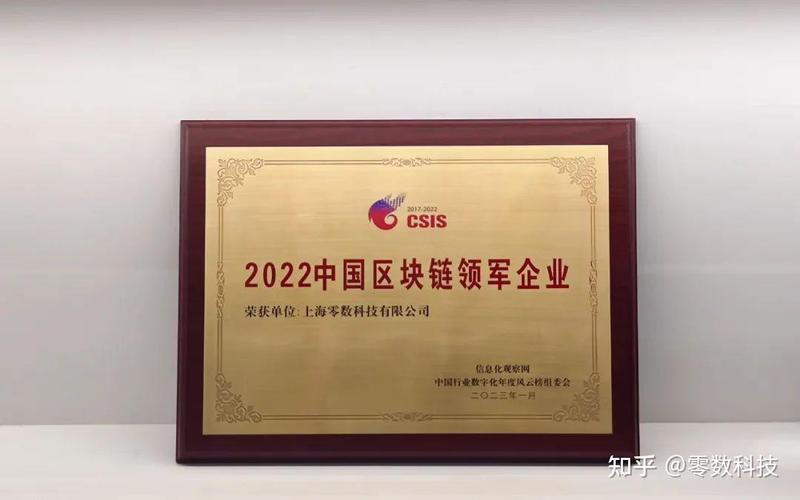 2017-2022
CSIS
2022中国区块链领军企业
荣获单位:上海零数科技有限公司
信息化观察网
中国行业数字化年度风云榜组委会
二〇二三年一月
知乎 @零数科技